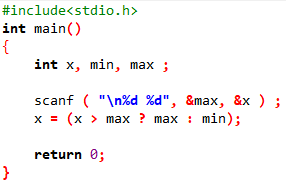 #include<stdio.h>
int main()
{
int x, min, max ;
scanf ( "\n%d %d", &max, &x ) ;
x = (x > max ? max : min);
return 0;
}